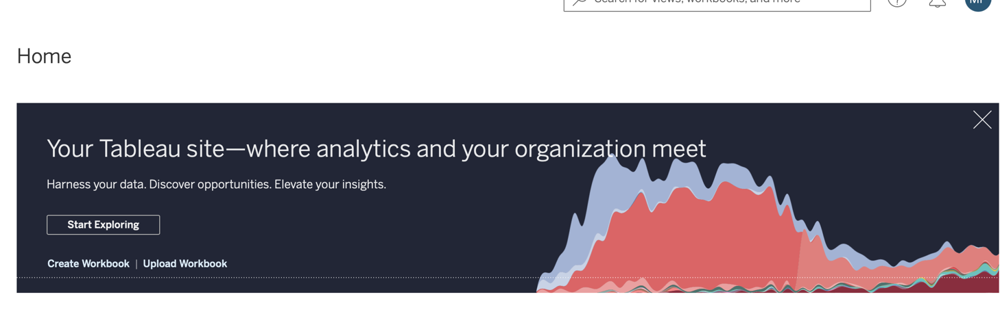 Search for views, workbooks, and more
Home
Your Tableau site—where analytics and your organization meet
Harness your data. Discover opportunities. Elevate your insights.
Start Exploring
Create Workbook | Upload Workbook